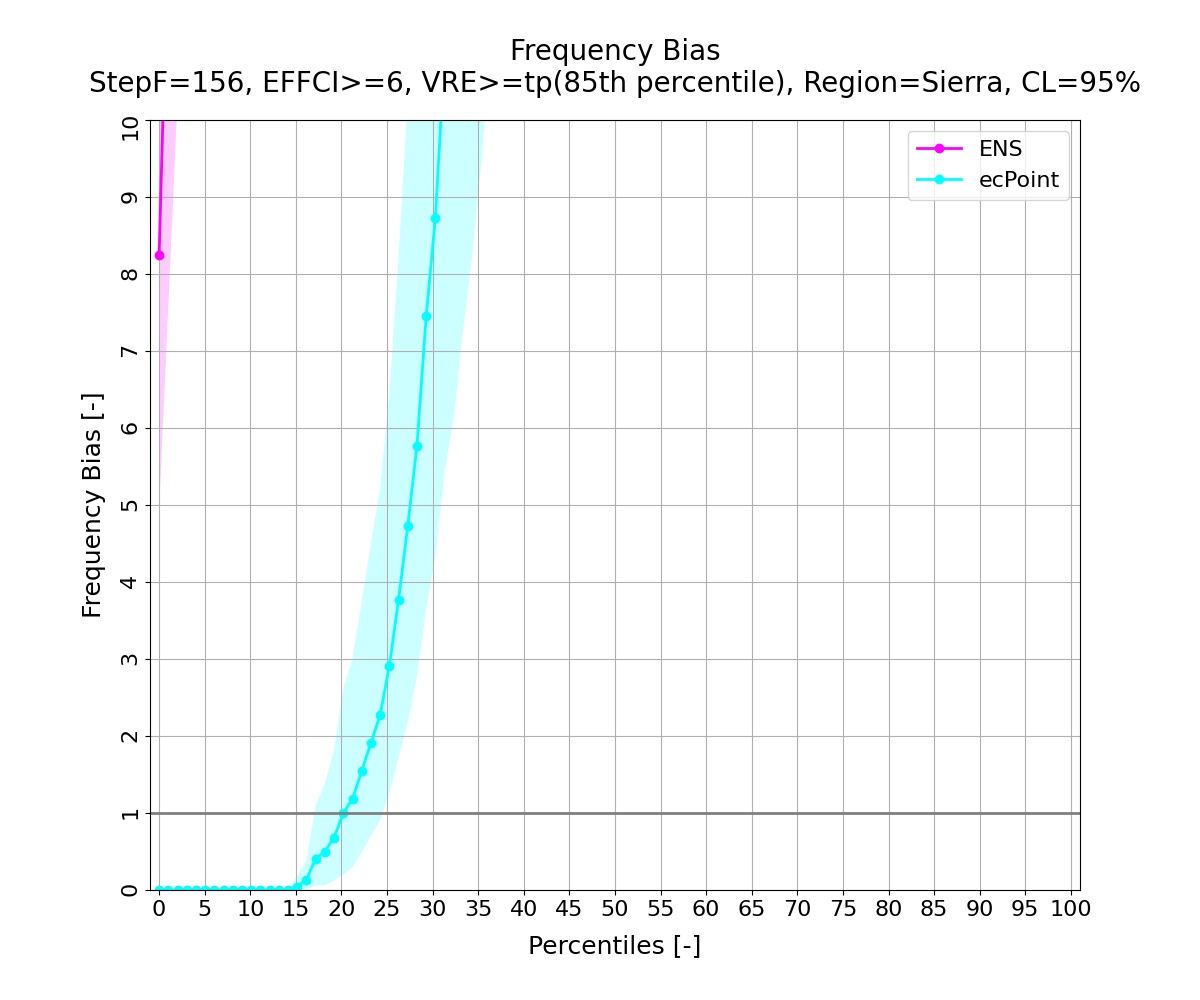 Frequency Bias
StepF=156, EFFCI>=6, VRE>=tp(85th percentile), Region=Sierra, CL=95%
ENS
ecPoint
Frequency Bias [-]
10
9
8
7
6
5
4
3
2
1
0
0 5 10 15 20 25 30 35 40 45 50 55 60 65 70 75 80 85 90 95 100
Percentiles [-]